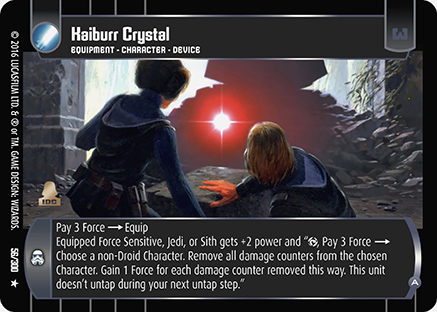 Kaiburr Crystal
EQUIPMENT - CHARACTER - DEVICE
W
© 2016 LUCASFILM LTD. & ® or TM. GAME DESIGN: WIZARDS.
IDC
56/300
Pay 3 Force → Equip
Equipped Force Sensitive, Jedi, or Sith gets +2 power and “, Pay 3 Force →
Choose a non-Droid Character. Remove all damage counters from the chosen
Character. Gain 1 Force for each damage counter removed this way. This unit
doesn't untap during your next untap step.”
A